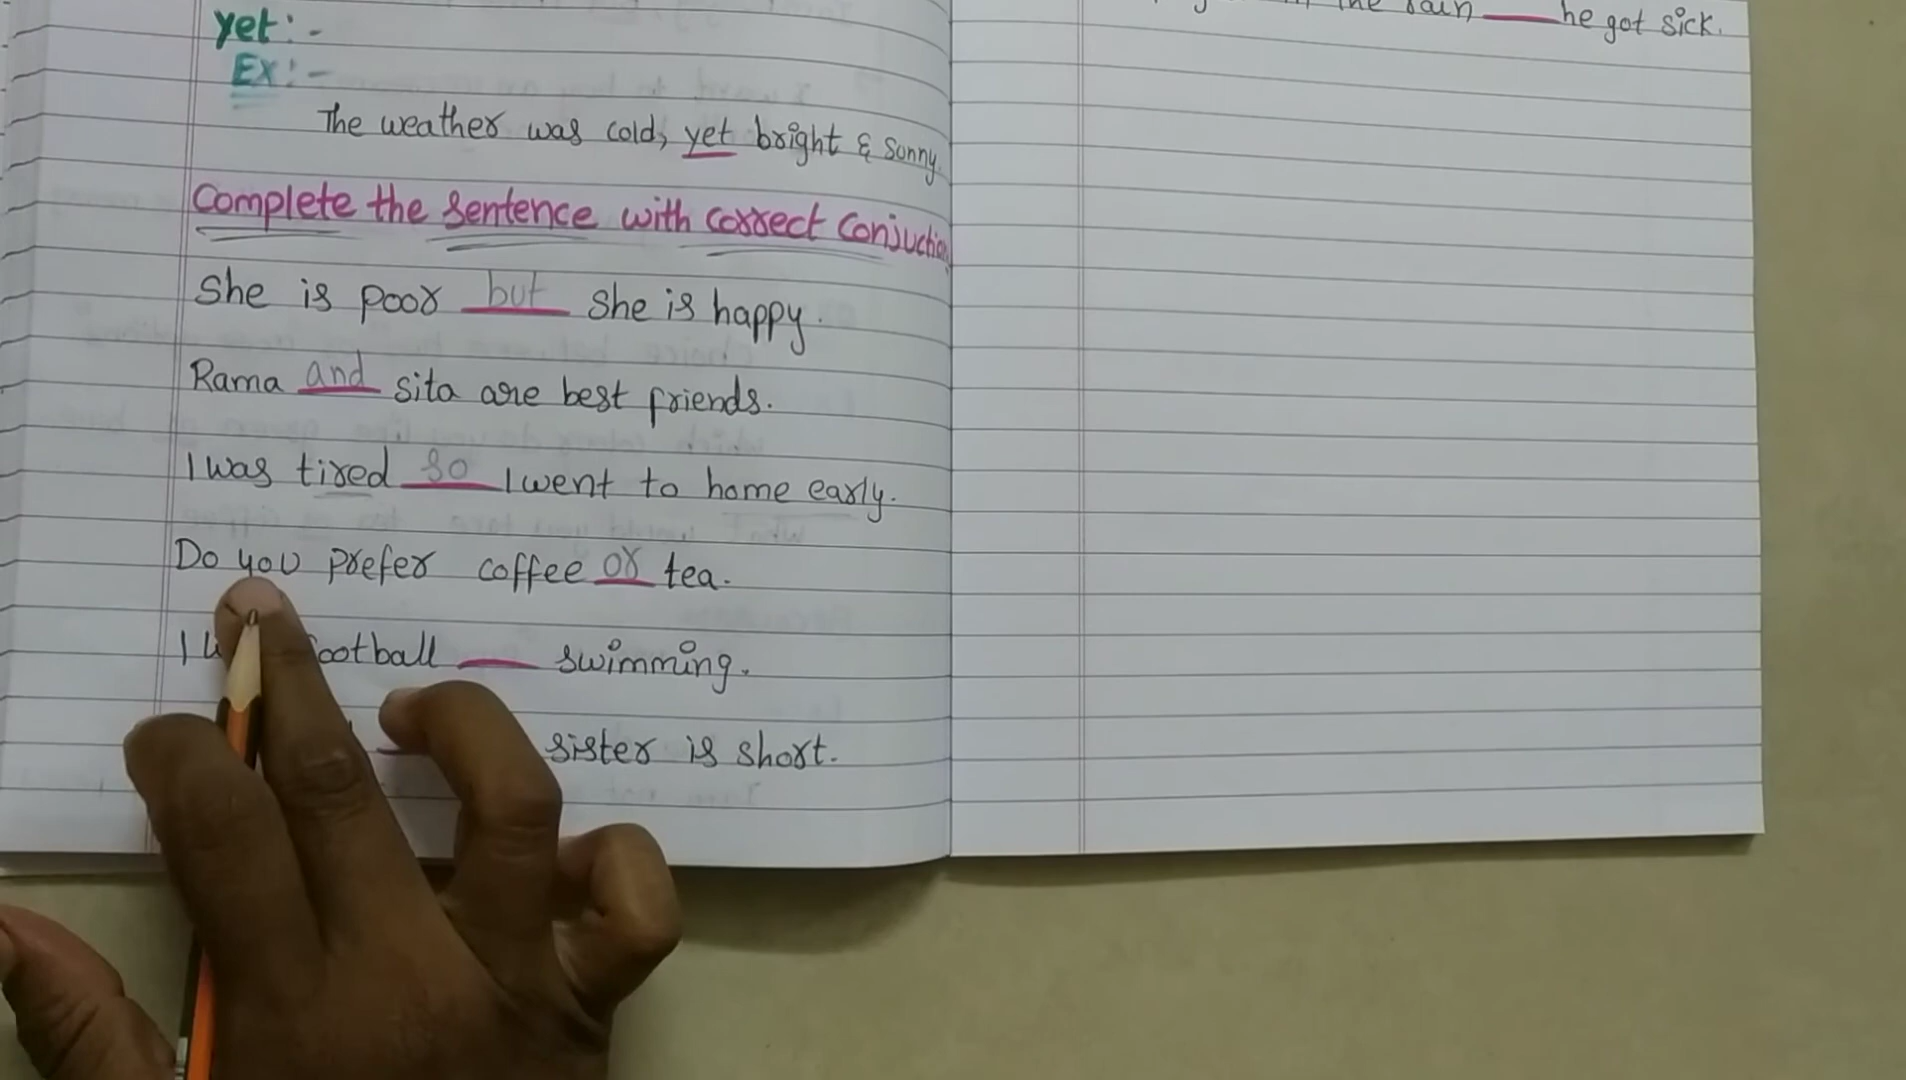 yet:-
EX:-
The weather was cold, yet bright & sunny.
Complete the sentence with correct Conjuction
She is poor but she is happy.
Rama and sita are best friends.
I was tired so I went to home early.
Do you prefer coffee or tea.
I football swimming.
sister is short.
the rain he got sick.